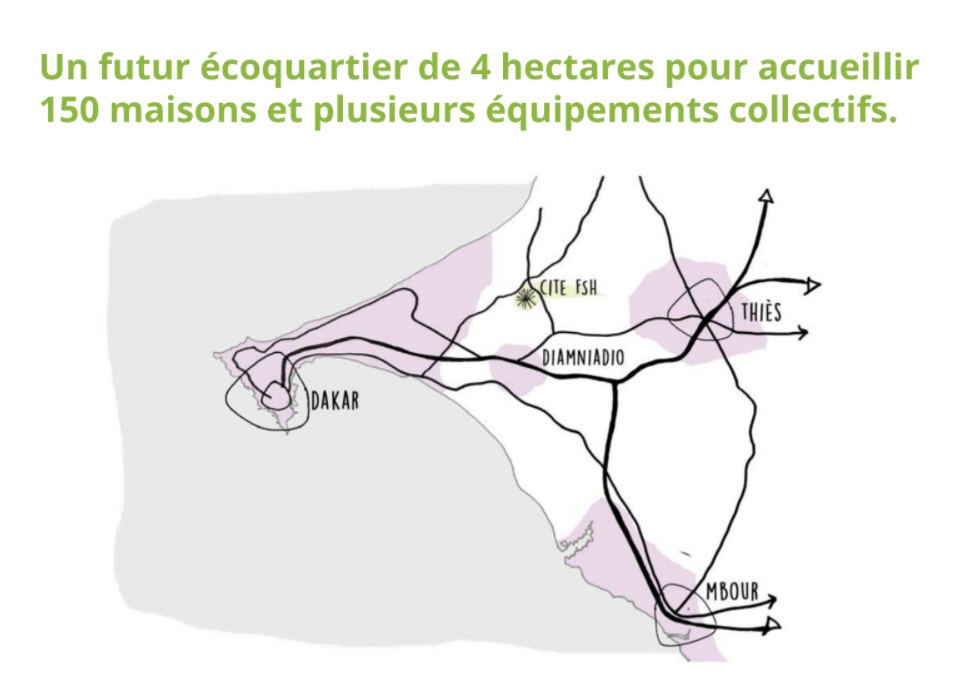 Un futur écoquartier de 4 hectares pour accueillir
150 maisons et plusieurs équipements collectifs.
CITE FSH
THIÈS
DIAMNIADIO
DAKAR
MBOUR